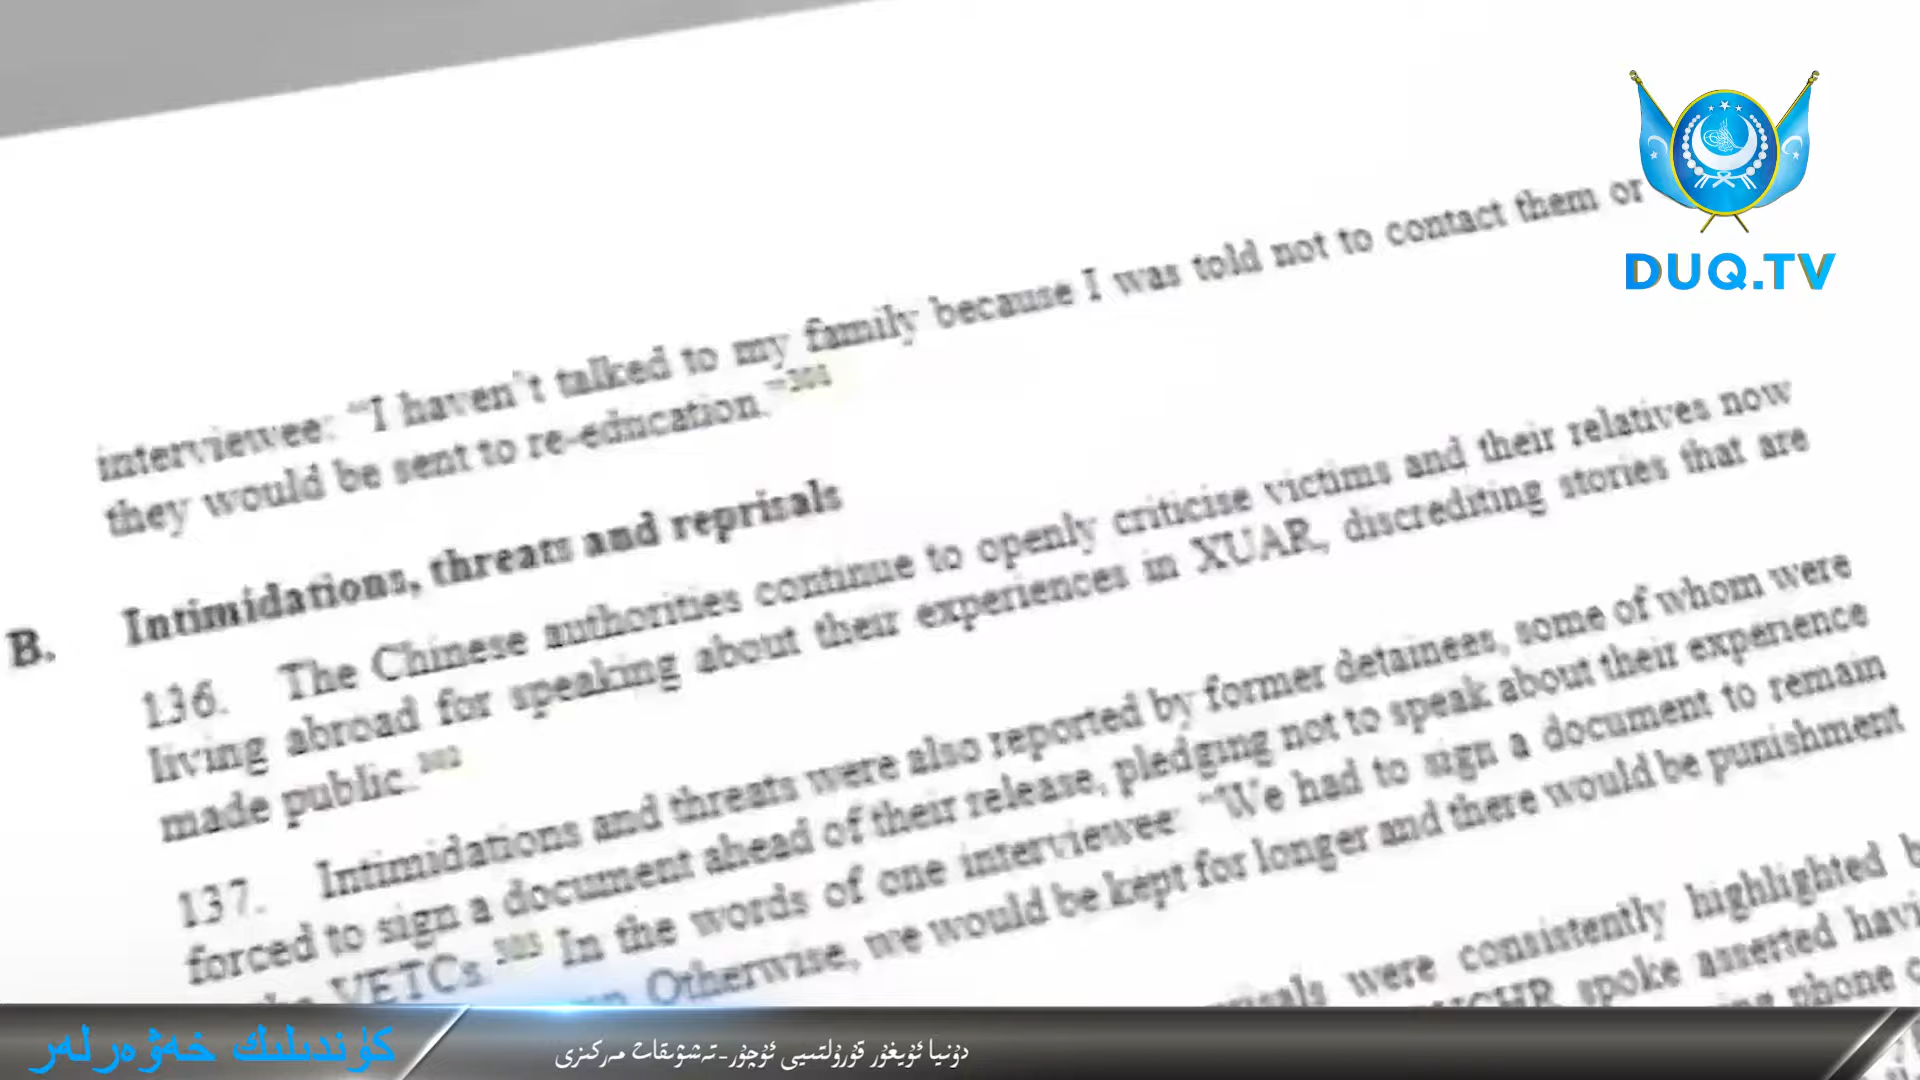 DUQ.TV
interviewee: “I haven't talked to my family because I was told not to contact them or
they would be sent to re-education.”
B. Intimidations, threats and reprisals
136. The Chinese authorities continue to openly criticise victims and their relatives now
living abroad for speaking about their experiences in XUAR, discrediting stories that are
made public.
137. Intimidations and threats were also reported by former detainees, some of whom were
forced to sign a document ahead of their release, pledging not to speak about their experience
VETCs 303 In the words of one interviewee: “We had to sign a document to remain
Otherwise, we would be kept for longer and there would be punishment
were consistently highlighted
spoke asserted
phone
كۈندىلىك خەۋەرلەر
دۇنيا ئۇيغۇر قۇرۇلتىيى ئۇچۇر-تەشۋىقات مەركىزى